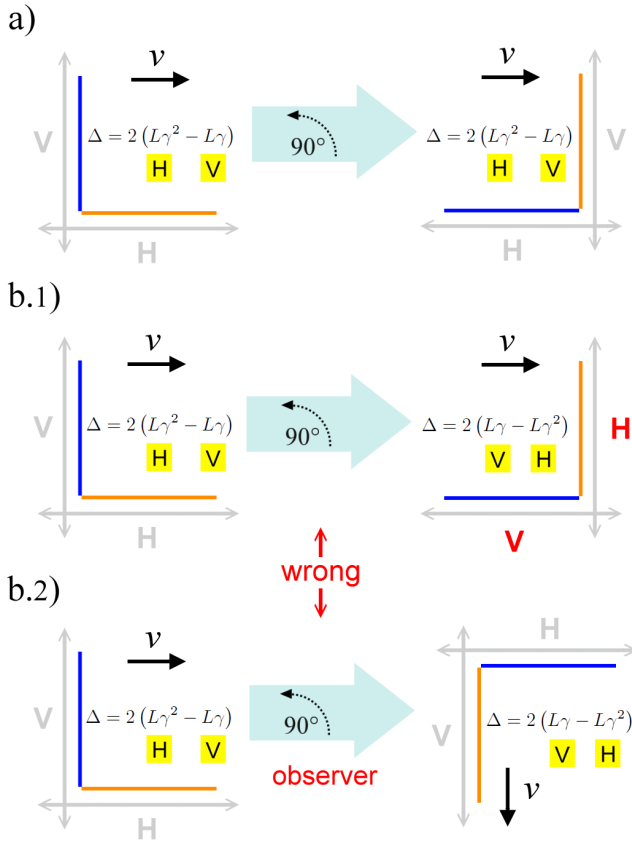 a)
v
v
V
Δ = 2 (Lγ² − Lγ)
H V
90°
Δ = 2 (Lγ² − Lγ)
H V
V
H
H
b.1)
v
v
V
Δ = 2 (Lγ² − Lγ)
H V
90°
Δ = 2 (Lγ − Lγ²)
V H
H
H
V
wrong
b.2)
v
H
V
Δ = 2 (Lγ² − Lγ)
H V
90°
V
Δ = 2 (Lγ − Lγ²)
V H
observer
v
H